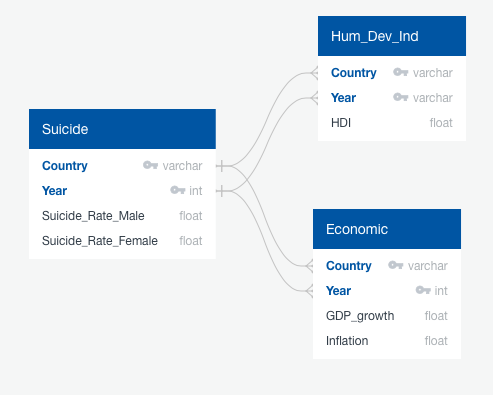 Hum_Dev_Ind
Country varchar
Year varchar
HDI float
Suicide
Country varchar
Year int
Suicide_Rate_Male float
Suicide_Rate_Female float
Economic
Country varchar
Year int
GDP_growth float
Inflation float